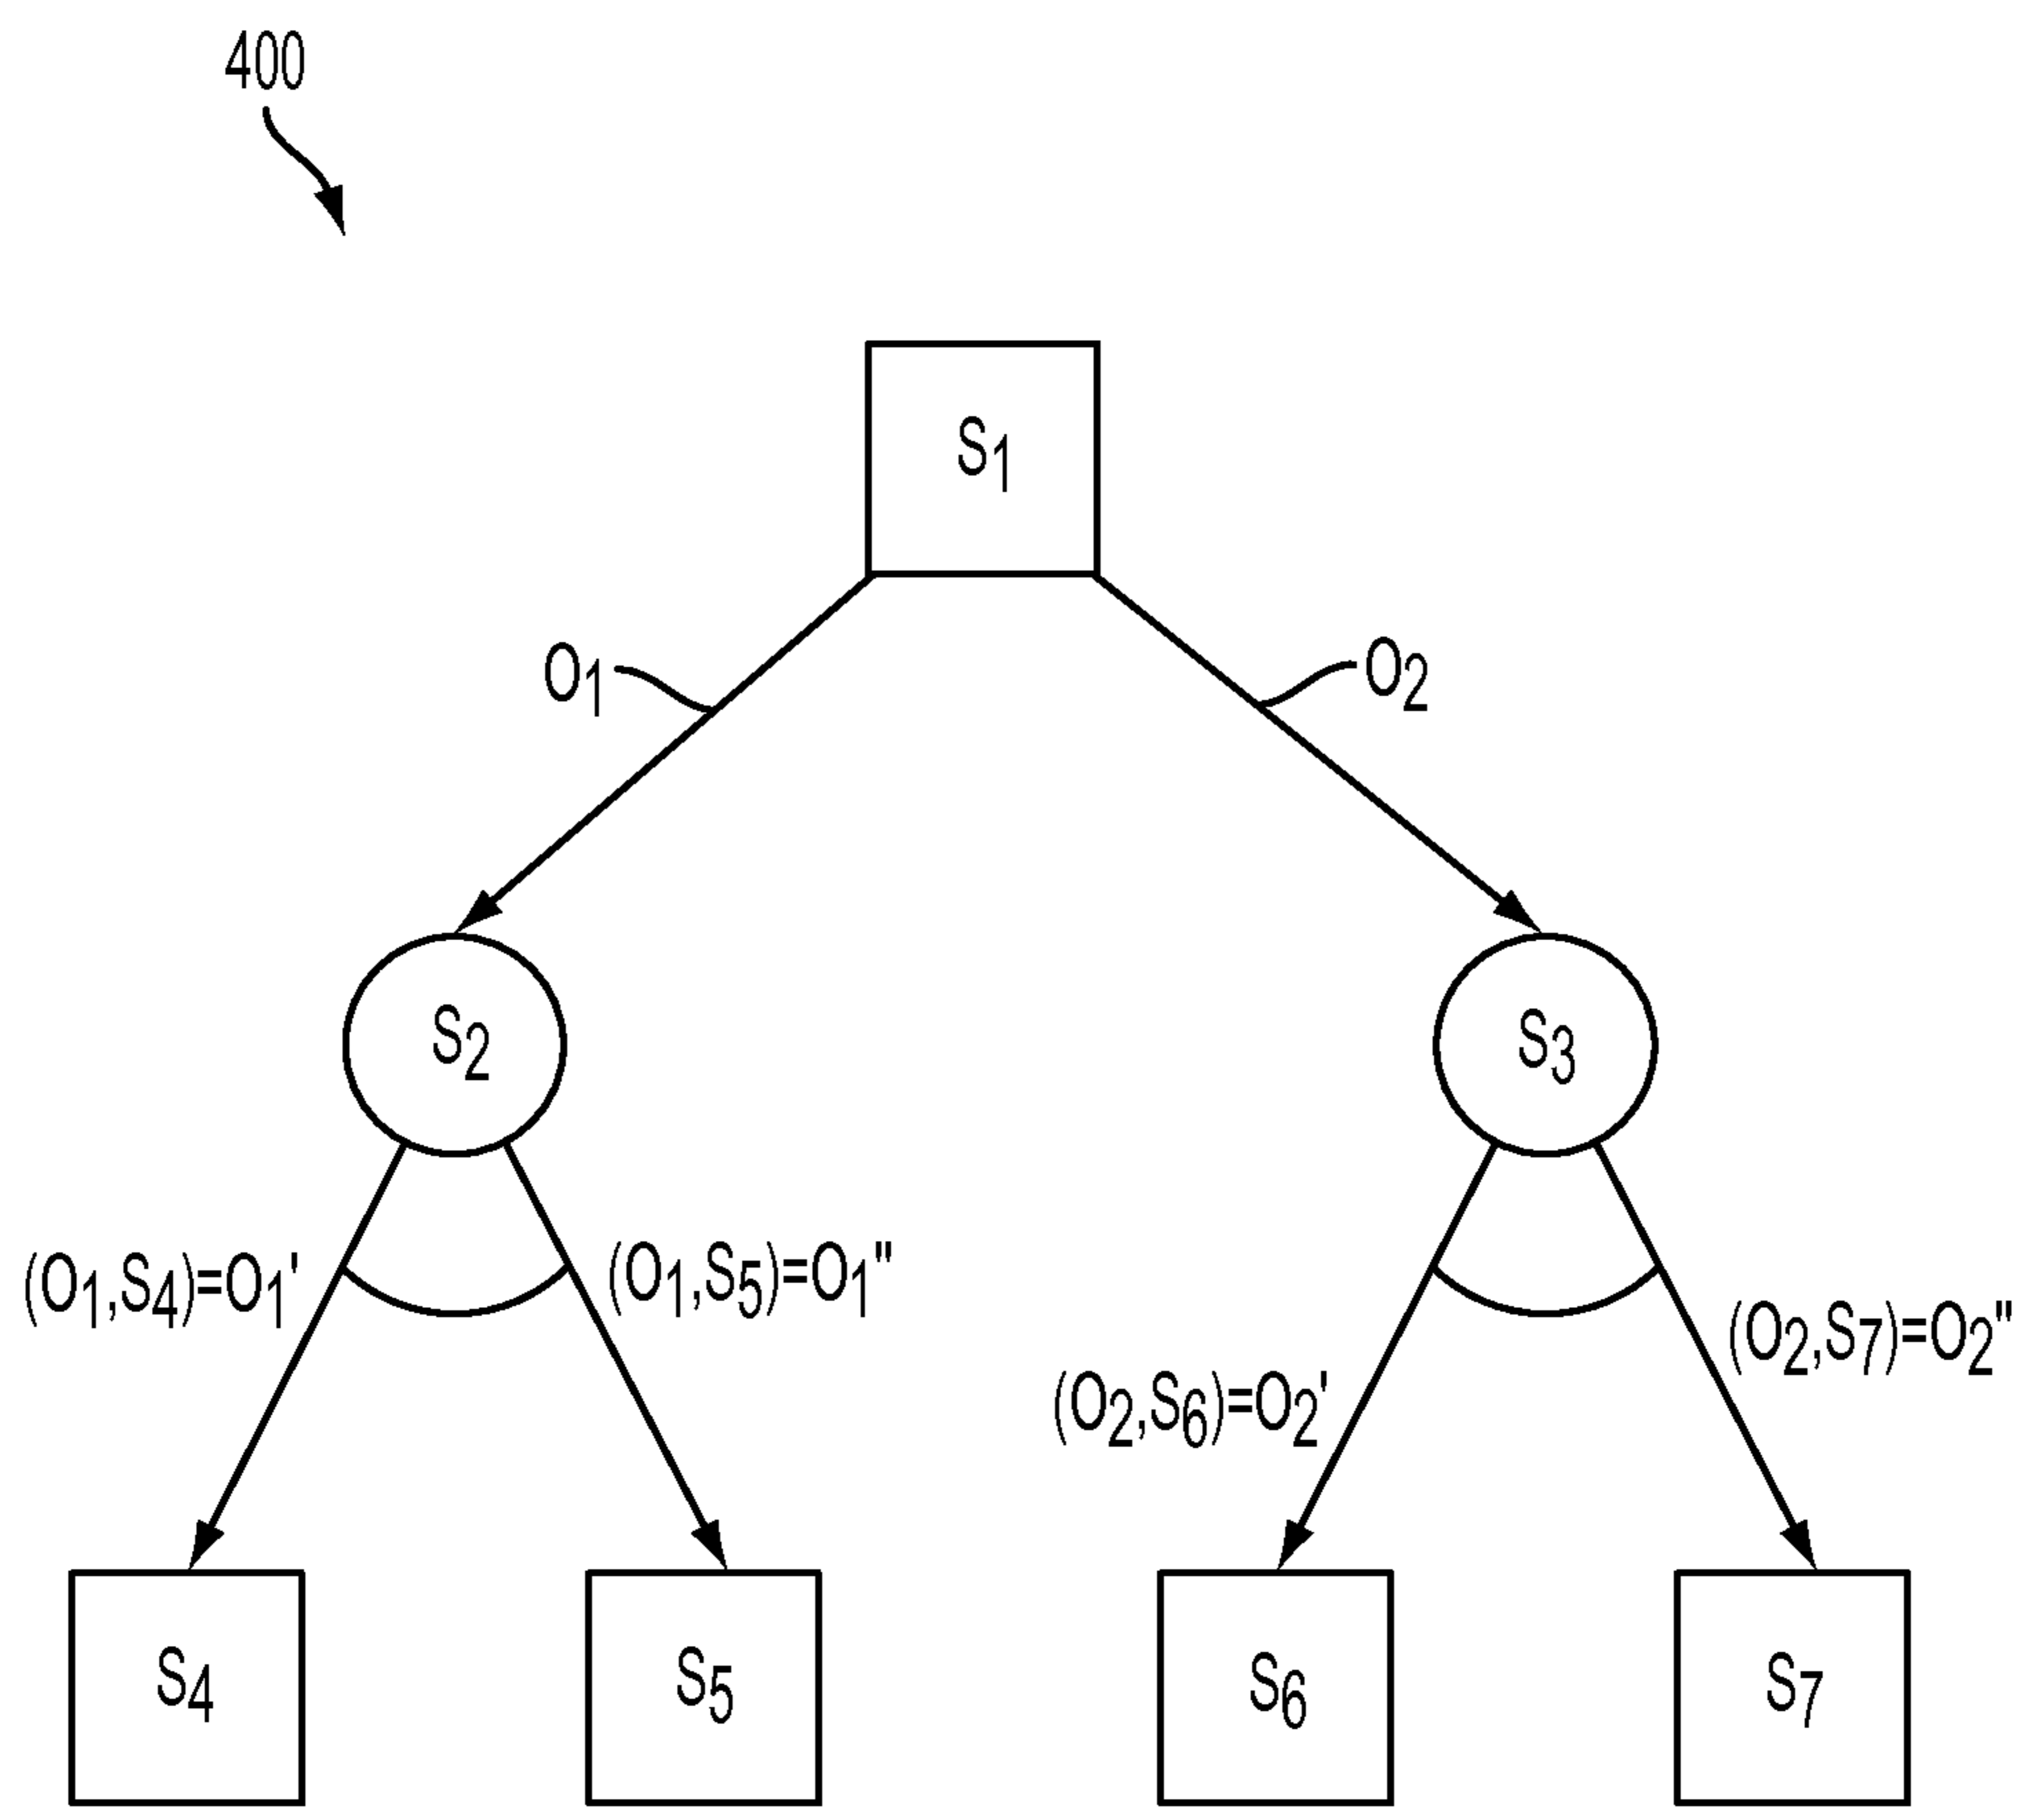 400
S1
O1
O2
S2
S3
(O1,S4)=O1'
(O1,S5)=O1"
(O2,S6)=O2'
(O2,S7)=O2"
S4
S5
S6
S7